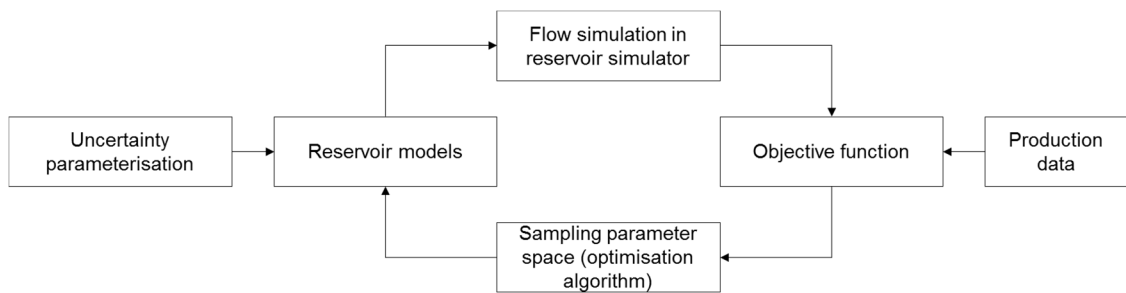 Flow simulation in
reservoir simulator
Uncertainty
parameterisation
Reservoir models
Objective function
Production
data
Sampling parameter
space (optimisation
algorithm)